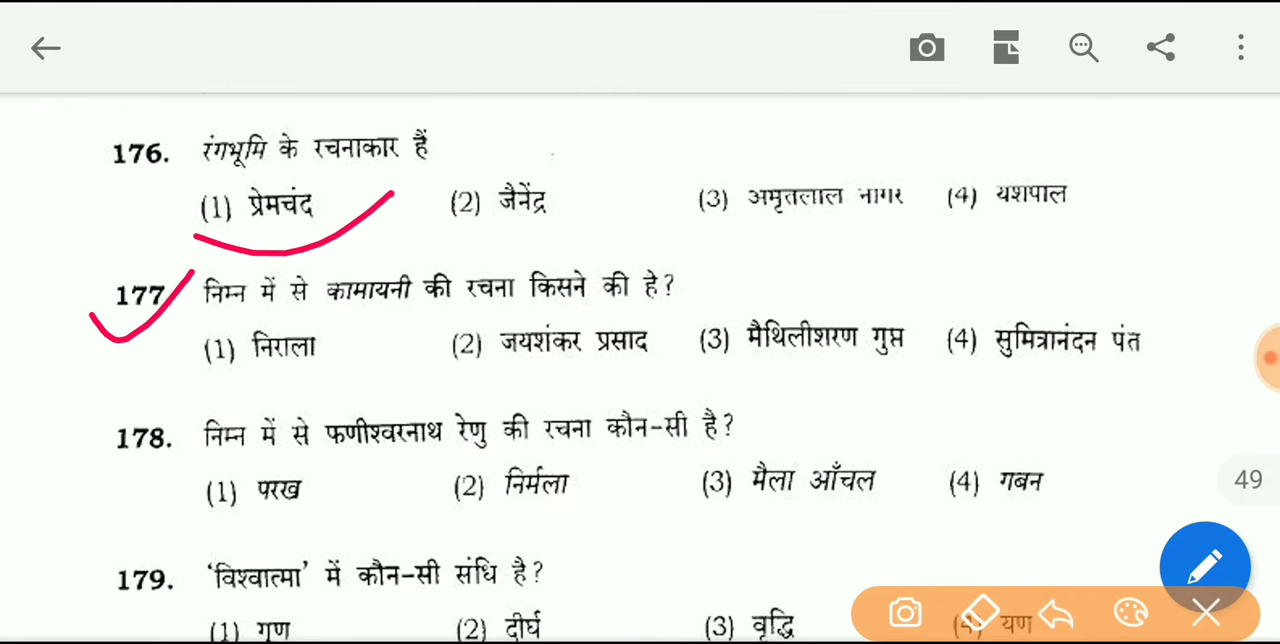 176. रंगभूमि के रचनाकार हैं
(1) प्रेमचंद (2) जैनेंद्र (3) अमृतलाल नागर (4) यशपाल
177. निम्न में से कामायनी की रचना किसने की है?
(1) निराला (2) जयशंकर प्रसाद (3) मैथिलीशरण गुप्त (4) सुमित्रानंदन पंत
178. निम्न में से फणीश्वरनाथ रेणु की रचना कौन-सी है?
(1) परख (2) निर्मला (3) मैला आँचल (4) गबन
49
179. 'विश्वात्मा' में कौन-सी संधि है?
(1) गुण (2) दीर्घ (3) वृद्धि (4) यण